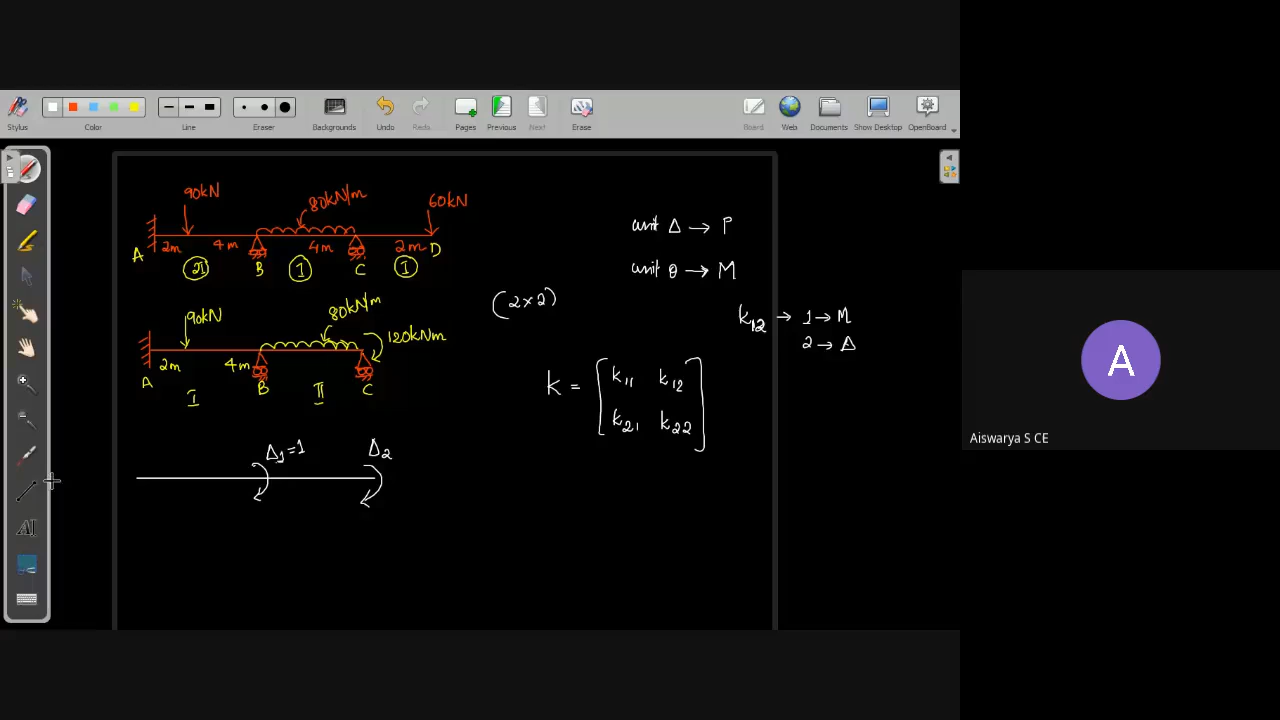 Color
Line
Eraser
Stylus
Backgrounds
Undo
Redo
Pages
Previous
Next
Erase
Board
Web
Documents
Show Desktop
OpenBoard
90kN
80kN/m
60kN
A
2m
4m
4m
2m
D
2I
B
I
C
I
90kN
80kN/m
120kNm
2m
4m
A
I
B
II
C
Δ1=1
Δ2
unit Δ → P
unit θ → M
(2×2)
k12 → 1 → M
2 → Δ
K = [k11 k12
k21 k22]
A
Aiswarya S CE